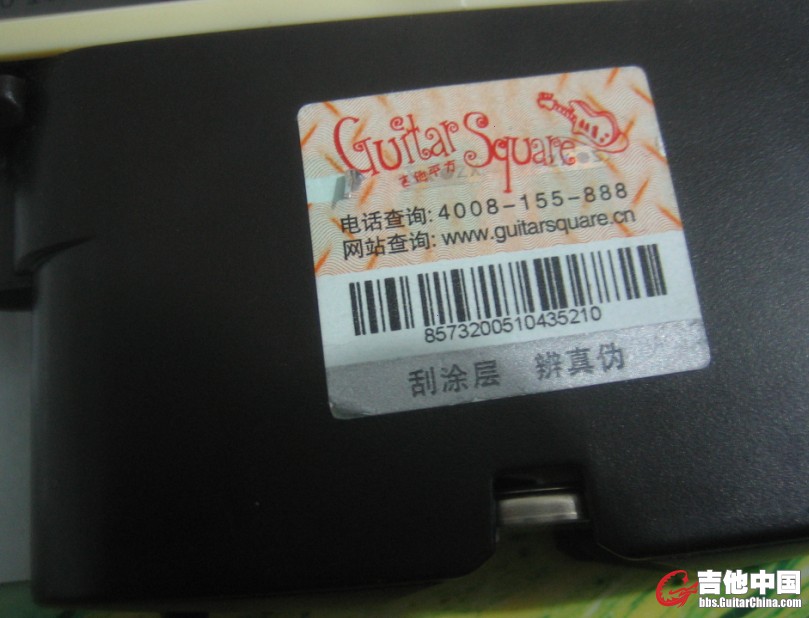 Guitar Square
吉他平方
电话查询: 4008-155-888
网站查询: www.guitarsquare.cn
8573200510435210
刮涂层 辨真伪
吉他中国
bbs.GuitarChina.com